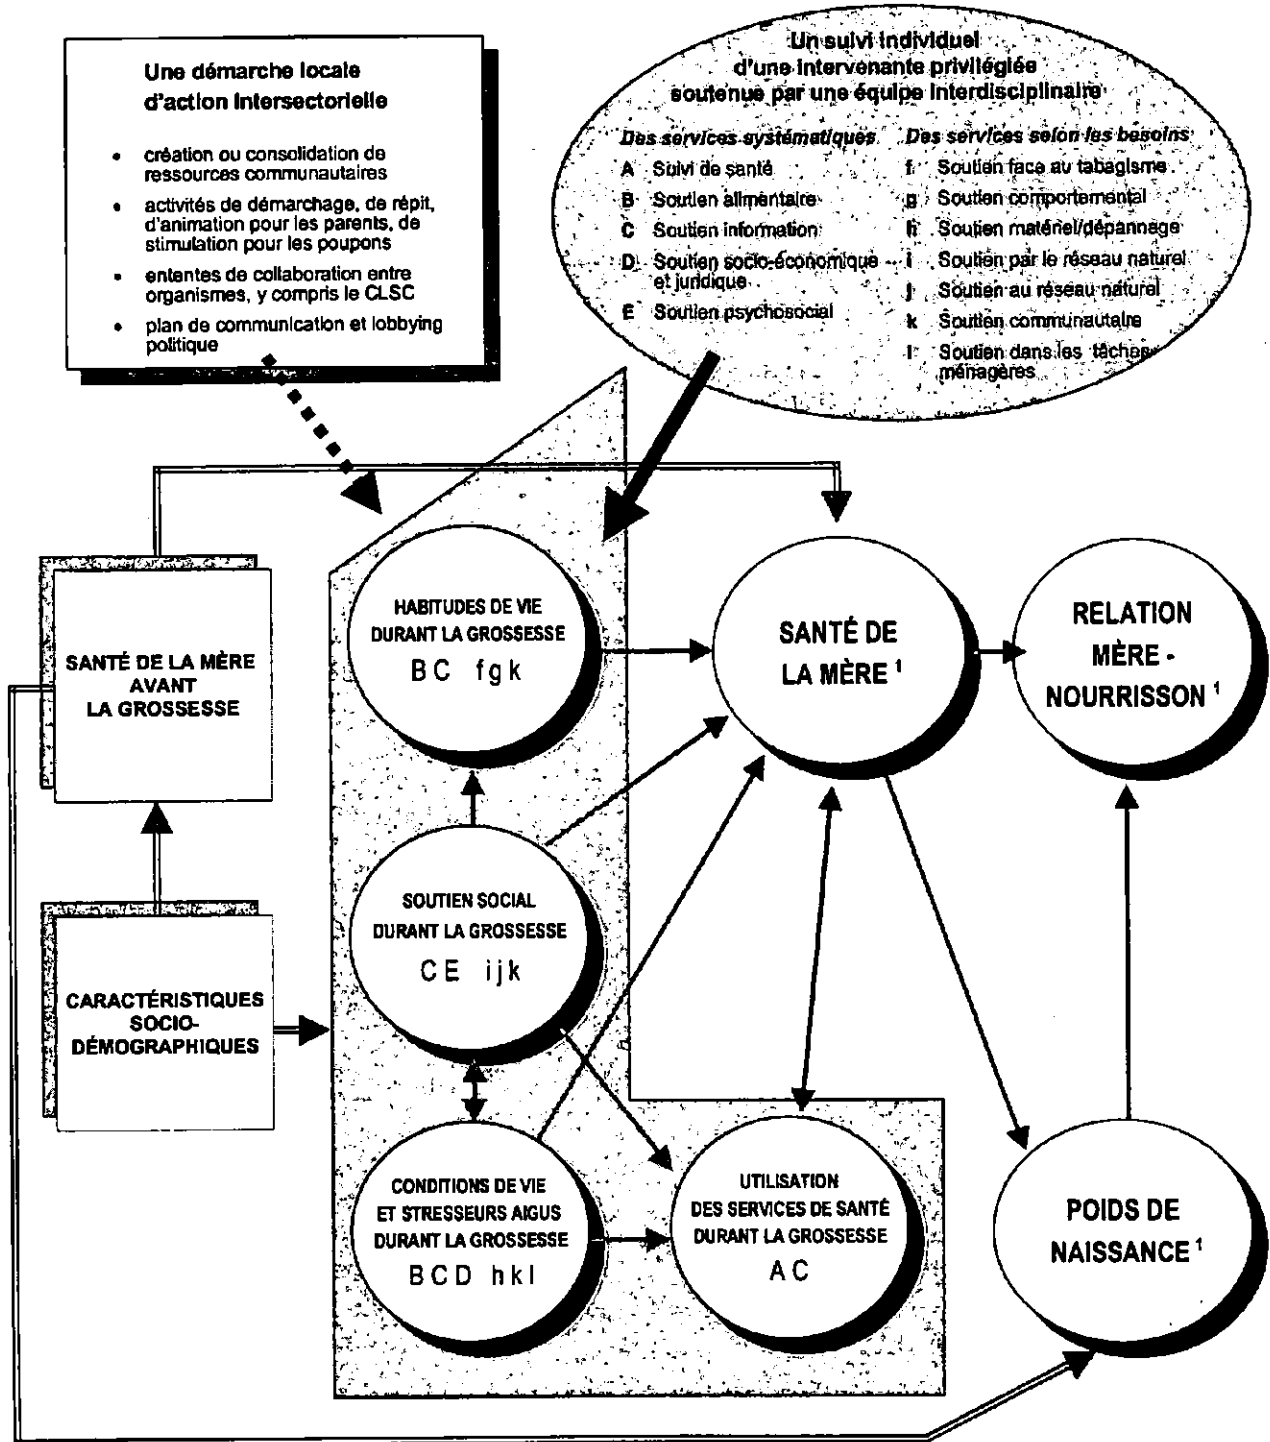 Une démarche locale
d'action intersectorielle
• création ou consolidation de
ressources communautaires
• activités de démarchage, de répit,
d'animation pour les parents, de
stimulation pour les poupons
• ententes de collaboration entre
organismes, y compris le CLSC
• plan de communication et lobbying
politique
Un suivi individuel
d'une intervenante privilégiée
soutenue par une équipe interdisciplinaire
Des services systématiques
A Suivi de santé
B Soutien alimentaire
C Soutien information
D Soutien socio-économique
et juridique
E Soutien psychosocial
Des services selon les besoins
f Soutien face au tabagisme
g Soutien comportemental
h Soutien matériel/dépannage
i Soutien par le réseau naturel
j Soutien au réseau naturel
k Soutien communautaire
l Soutien dans les tâches
ménagères
SANTÉ DE LA MÈRE
AVANT
LA GROSSESSE
CARACTÉRISTIQUES
SOCIO-
DÉMOGRAPHIQUES
HABITUDES DE VIE
DURANT LA GROSSESSE
BC fgk
SOUTIEN SOCIAL
DURANT LA GROSSESSE
CE ijk
CONDITIONS DE VIE
ET STRESSEURS AIGUS
DURANT LA GROSSESSE
BCD hkl
UTILISATION
DES SERVICES DE SANTÉ
DURANT LA GROSSESSE
AC
SANTÉ DE
LA MÈRE 1
RELATION
MÈRE -
NOURRISSON 1
POIDS DE
NAISSANCE 1